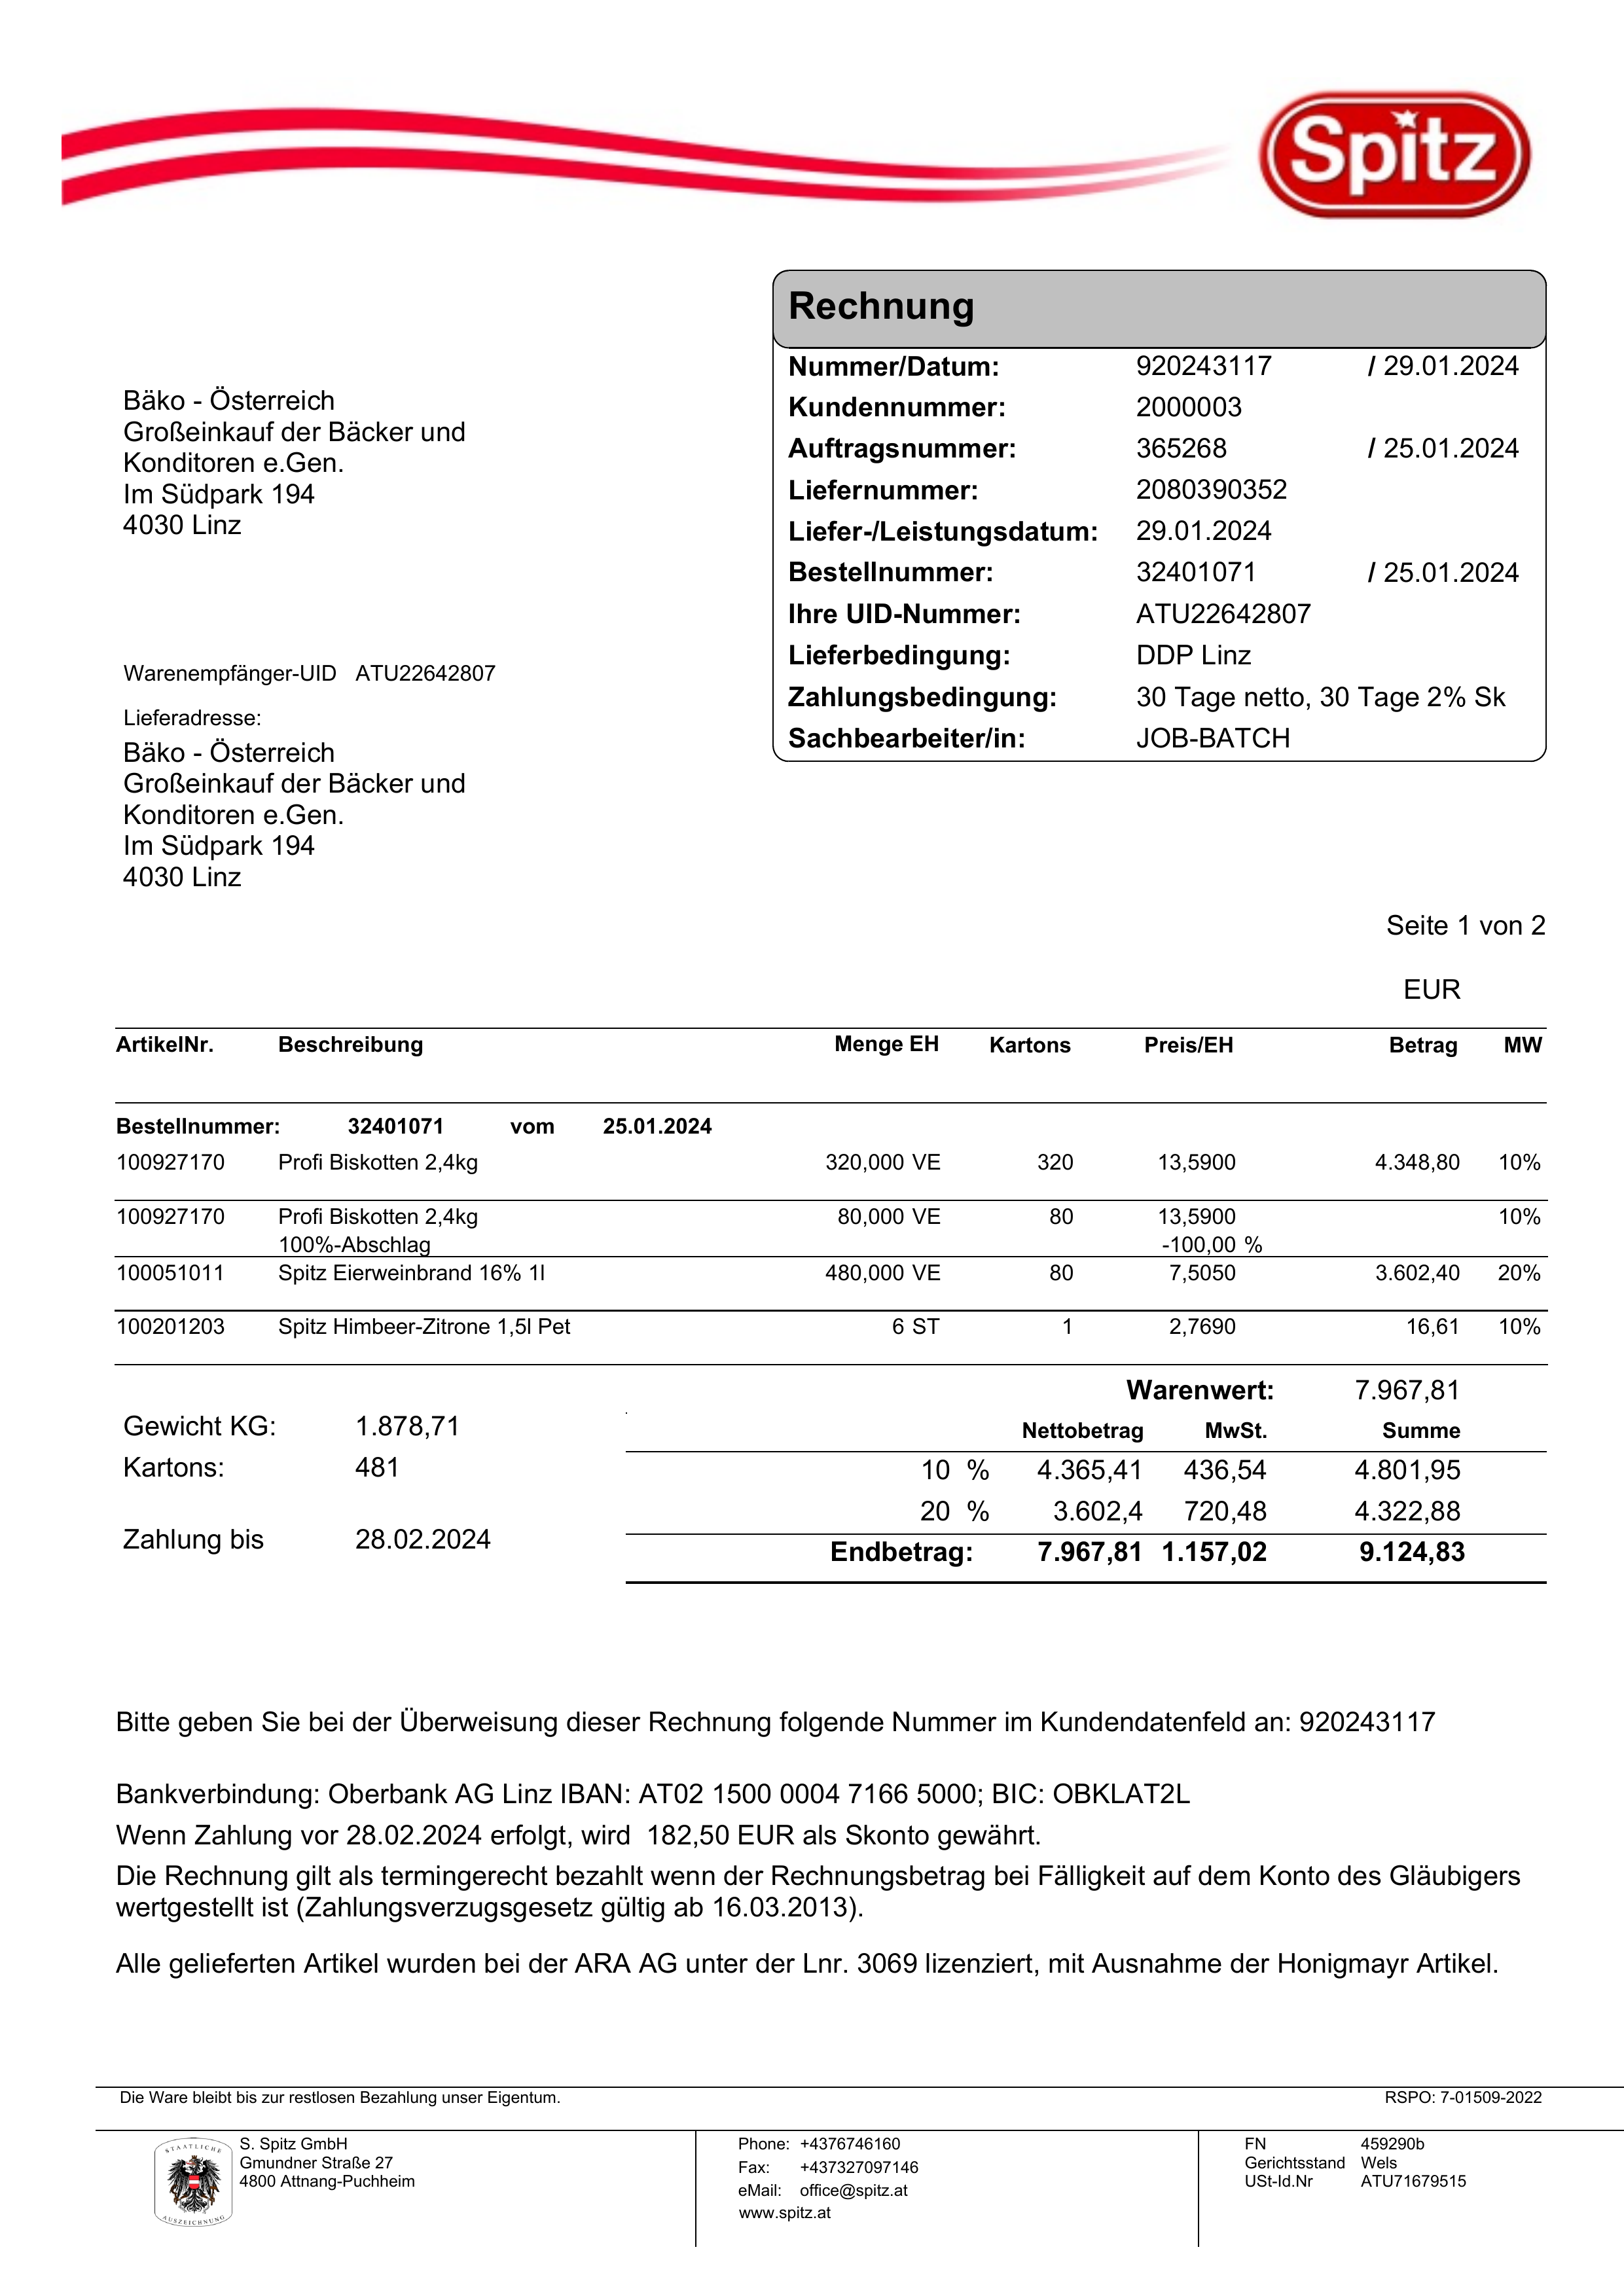 Spitz
Rechnung
Nummer/Datum: 920243117 / 29.01.2024
Kundennummer: 2000003
Auftragsnummer: 365268 / 25.01.2024
Liefernummer: 2080390352
Liefer-/Leistungsdatum: 29.01.2024
Bestellnummer: 32401071 / 25.01.2024
Ihre UID-Nummer: ATU22642807
Lieferbedingung: DDP Linz
Zahlungsbedingung: 30 Tage netto, 30 Tage 2% Sk
Sachbearbeiter/in: JOB-BATCH
Bäko - Österreich
Großeinkauf der Bäcker und
Konditoren e.Gen.
Im Südpark 194
4030 Linz
Warenempfänger-UID ATU22642807
Lieferadresse:
Bäko - Österreich
Großeinkauf der Bäcker und
Konditoren e.Gen.
Im Südpark 194
4030 Linz
Seite 1 von 2
EUR
ArtikelNr. Beschreibung Menge EH Kartons Preis/EH Betrag MW
Bestellnummer: 32401071 vom 25.01.2024
100927170 Profi Biskotten 2,4kg 320,000 VE 320 13,5900 4.348,80 10%
100927170 Profi Biskotten 2,4kg 80,000 VE 80 13,5900 10%
100%-Abschlag -100,00 %
100051011 Spitz Eierweinbrand 16% 1l 480,000 VE 80 7,5050 3.602,40 20%
100201203 Spitz Himbeer-Zitrone 1,5l Pet 6 ST 1 2,7690 16,61 10%
Warenwert: 7.967,81
Gewicht KG: 1.878,71
Kartons: 481
Zahlung bis 28.02.2024
Nettobetrag MwSt. Summe
10 % 4.365,41 436,54 4.801,95
20 % 3.602,4 720,48 4.322,88
Endbetrag: 7.967,81 1.157,02 9.124,83
Bitte geben Sie bei der Überweisung dieser Rechnung folgende Nummer im Kundendatenfeld an: 920243117
Bankverbindung: Oberbank AG Linz IBAN: AT02 1500 0004 7166 5000; BIC: OBKLAT2L
Wenn Zahlung vor 28.02.2024 erfolgt, wird 182,50 EUR als Skonto gewährt.
Die Rechnung gilt als termingerecht bezahlt wenn der Rechnungsbetrag bei Fälligkeit auf dem Konto des Gläubigers
wertgestellt ist (Zahlungsverzugsgesetz gültig ab 16.03.2013).
Alle gelieferten Artikel wurden bei der ARA AG unter der Lnr. 3069 lizenziert, mit Ausnahme der Honigmayr Artikel.
Die Ware bleibt bis zur restlosen Bezahlung unser Eigentum. RSPO: 7-01509-2022
STAATLICHE
AUSZEICHNUNG
S. Spitz GmbH
Gmundner Straße 27
4800 Attnang-Puchheim
Phone: +4376746160
Fax: +437327097146
eMail: office@spitz.at
www.spitz.at
FN 459290b
Gerichtsstand Wels
USt-Id.Nr ATU71679515